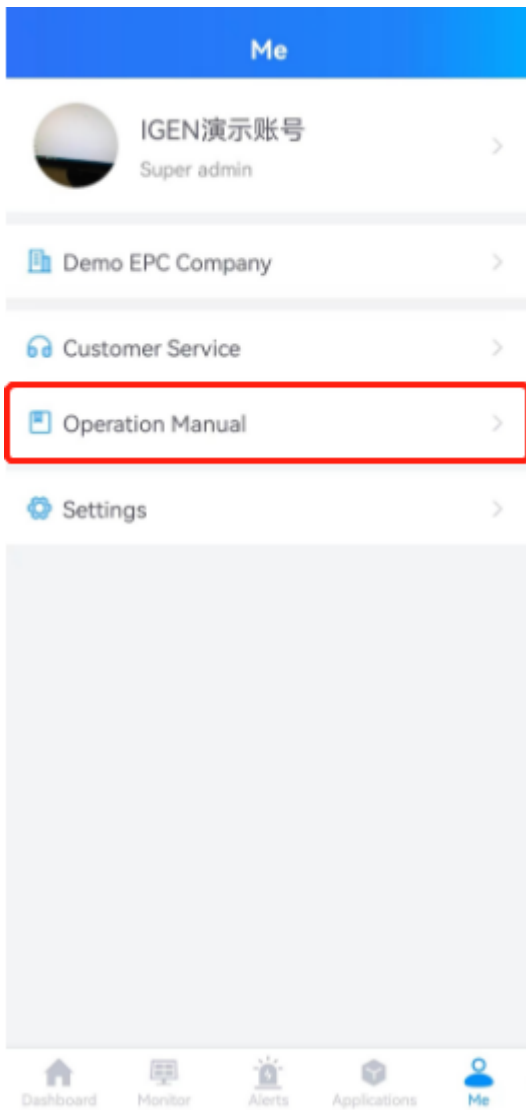 Me
IGEN演示账号
Super admin
Demo EPC Company
Customer Service
Operation Manual
Settings
Dashboard
Monitor
Alerts
Applications
Me